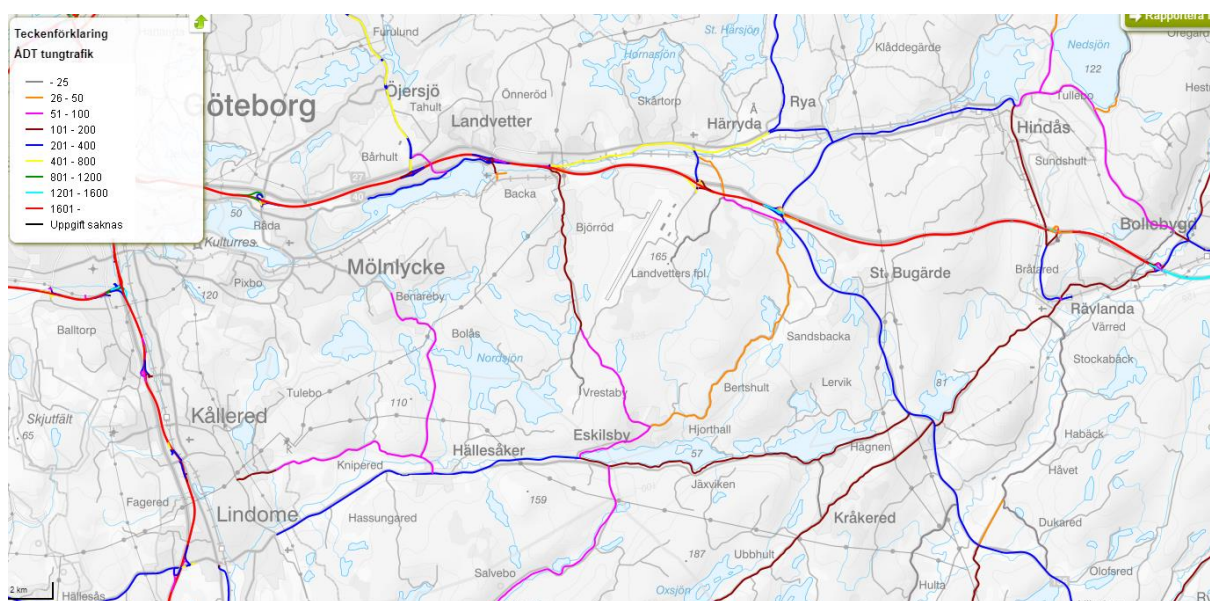 Teckenförklaring
ÅDT tungtrafik
- 25
26 - 50
51 - 100
101 - 200
201 - 400
401 - 800
801 - 1200
1201 - 1600
1601 -
Uppgift saknas
Rapportera
Furulund
St. Härsjön
Hornasjön
Klåddegärde
Nedsjön
122
Öjersjö
Tahult
Önneröd
Skårtorp
Å
Rya
Tullebo
Göteborg
Landvetter
Härryda
Hindås
Bårhult
27
40
Backa
Sundshult
50
Råda
Kulturres.
Björröd
Bollebygd
Mölnlycke
165
Landvetters fpl.
St. Bugärde
Bråtared
Pixbo
120
Benareby
Rävlanda
Värred
Balltorp
Bolås
Nordsjön
Sandsbacka
Stockabäck
Tulebo
110
Vrestaby
Bertshult
Lervik
81
Skjutfält
65
Kållered
Eskilsby
Hjorthall
Habäck
Hällesåker
57
Hägnen
Knipered
Håvet
Jäxviken
Fagered
159
Lindome
Hassungared
Kråkered
Dukared
187
Ubbhult
Salvebo
Olofsred
Hulta
Oxsjön
2 km
Hällesås